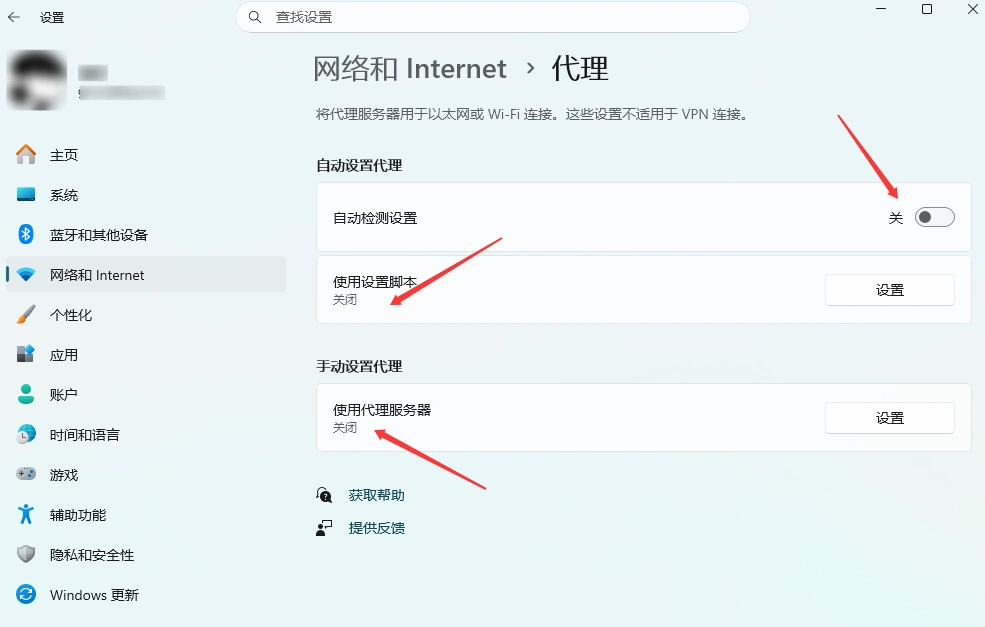 设置
查找设置
主页
系统
蓝牙和其他设备
网络和 Internet
个性化
应用
账户
时间和语言
游戏
辅助功能
隐私和安全性
Windows 更新
网络和 Internet › 代理
将代理服务器用于以太网或 Wi-Fi 连接。这些设置不适用于 VPN 连接。
自动设置代理
自动检测设置
关
使用设置脚本
关闭
设置
手动设置代理
使用代理服务器
关闭
设置
获取帮助
提供反馈